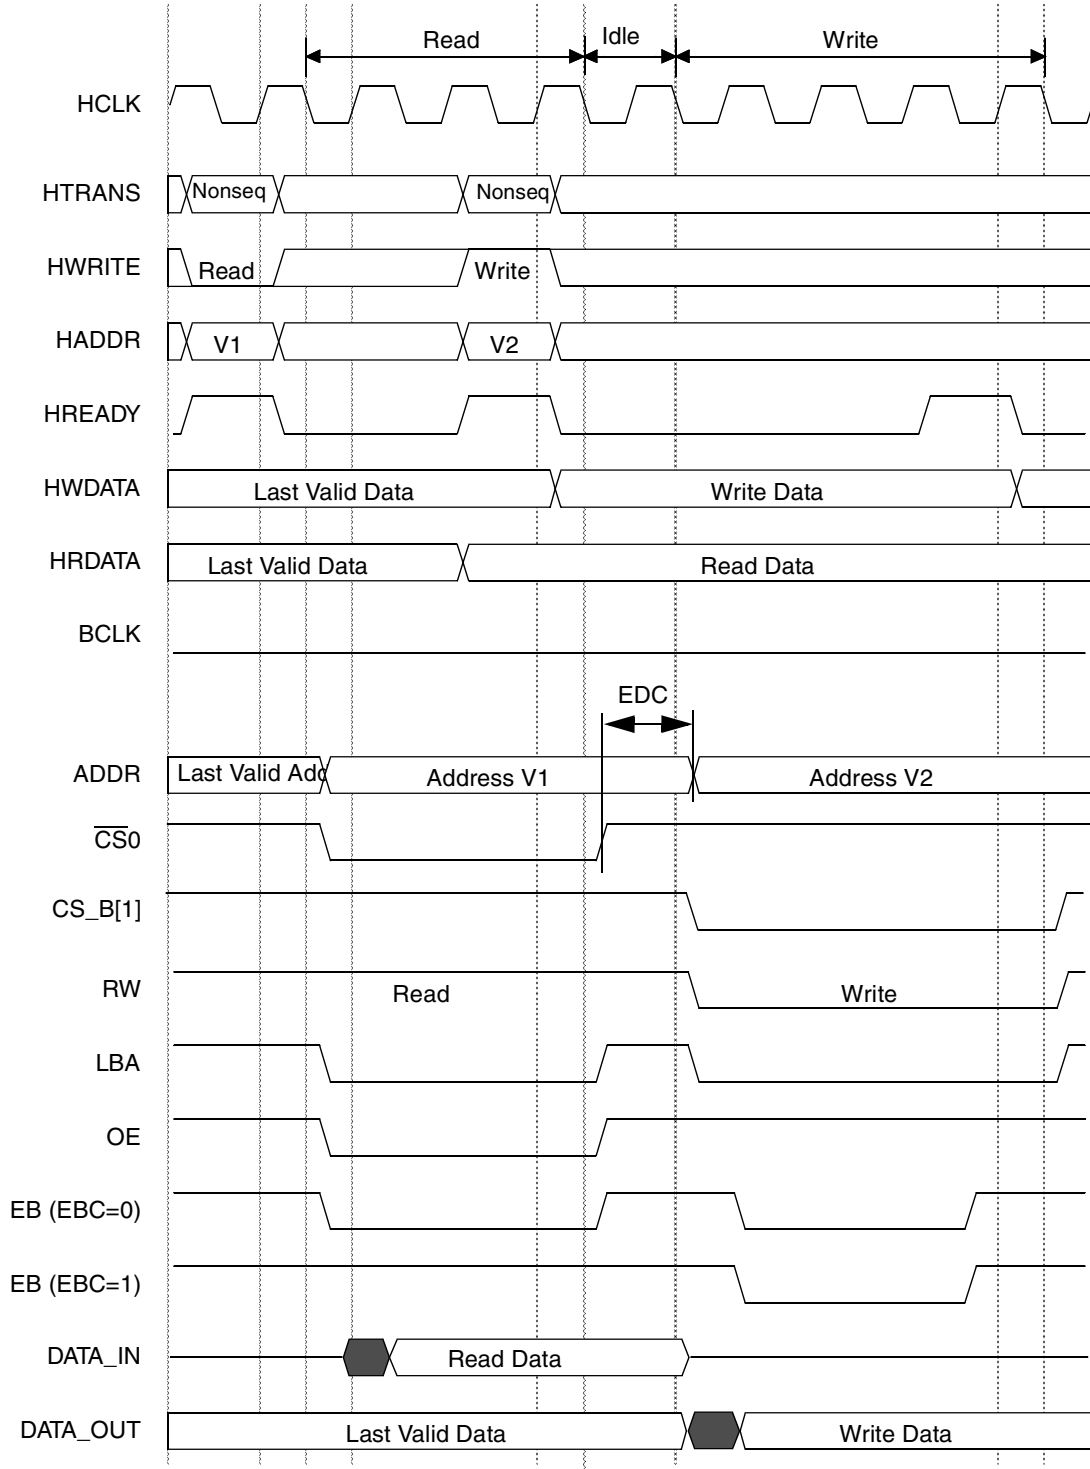 Read Idle Write
HCLK
HTRANS Nonseq Nonseq
HWRITE Read Write
HADDR V1 V2
HREADY
HWDATA Last Valid Data Write Data
HRDATA Last Valid Data Read Data
BCLK
EDC
ADDR Last Valid Add Address V1 Address V2
CS0
CS_B[1]
RW Read Write
LBA
OE
EB (EBC=0)
EB (EBC=1)
DATA_IN Read Data
DATA_OUT Last Valid Data Write Data